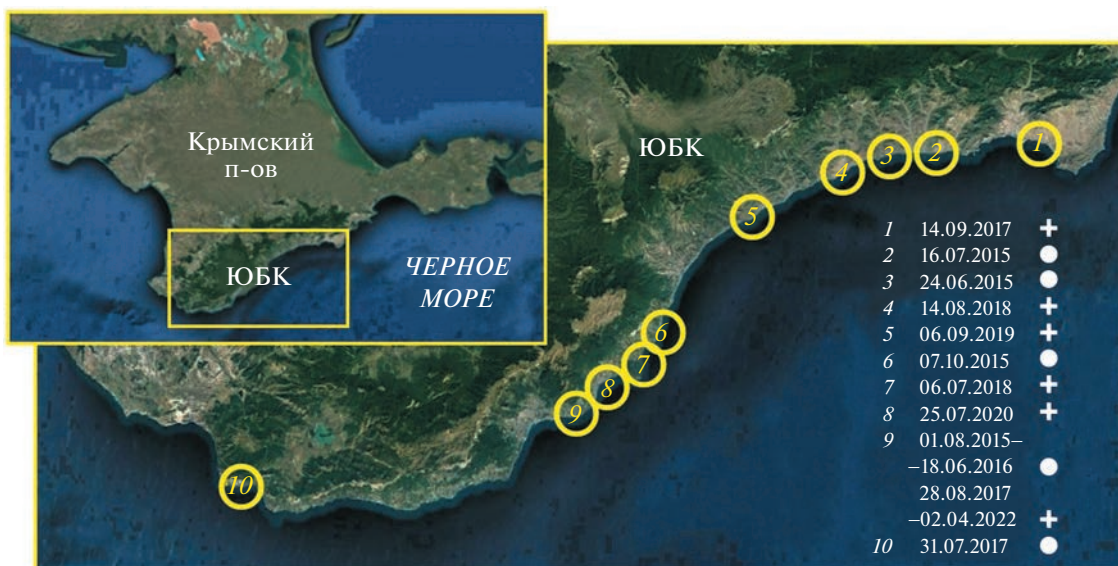 Крымский
п-ов
ЮБК
ЧЕРНОЕ
МОРЕ
ЮБК
1
2
3
4
5
6
7
8
9
10
1 14.09.2017 +
2 16.07.2015
3 24.06.2015
4 14.08.2018 +
5 06.09.2019 +
6 07.10.2015
7 06.07.2018 +
8 25.07.2020 +
9 01.08.2015–
–18.06.2016
28.08.2017
–02.04.2022 +
10 31.07.2017